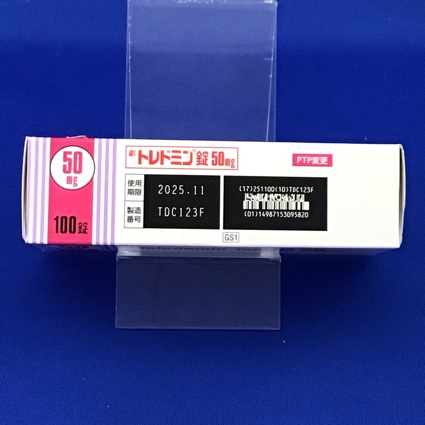 劇 トレドミン®錠50mg
PTP変更
50
mg
100錠
使用
期限
2025.11
製造
番号
TDC123F
(17)251100(10)TDC123F
(01)14987153095820
GS1